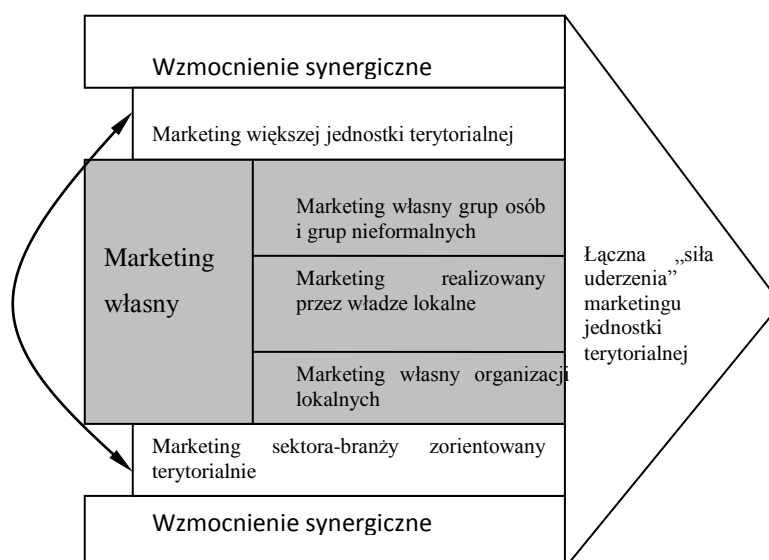 Wzmocnienie synergiczne
Marketing większej jednostki terytorialnej
Marketing
własny
Marketing własny grup osób
i grup nieformalnych
Marketing realizowany
przez władze lokalne
Marketing własny organizacji
lokalnych
Łączna „siła
uderzenia”
marketingu
jednostki
terytorialnej
Marketing sektora-branży zorientowany
terytorialnie
Wzmocnienie synergiczne